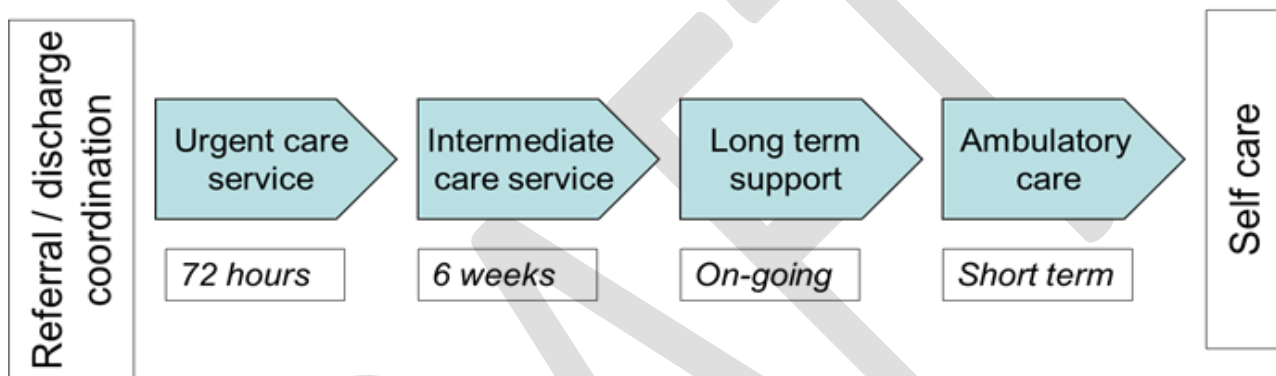 Referral / discharge
coordination
Urgent care
service
72 hours
Intermediate
care service
6 weeks
Long term
support
On-going
Ambulatory
care
Short term
Self care